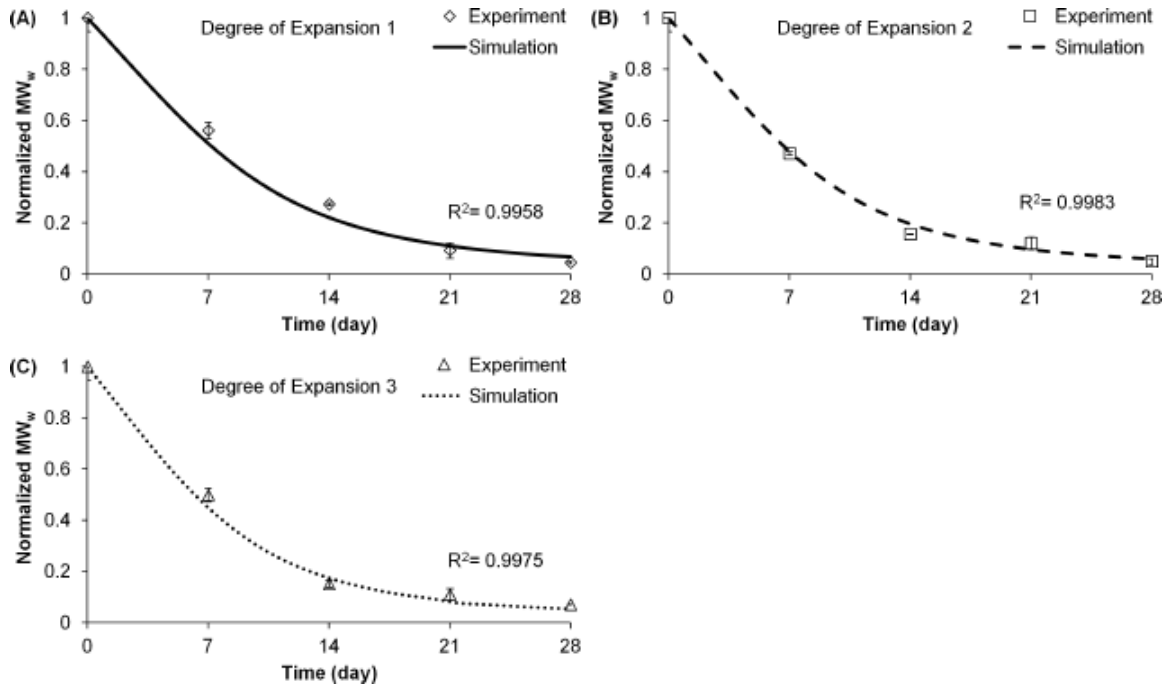 (A)
Degree of Expansion 1
Experiment
Simulation
Normalized MWw
1
0.8
0.6
0.4
0.2
0
R2= 0.9958
0 7 14 21 28
Time (day)
(B)
Degree of Expansion 2
Experiment
Simulation
Normalized MWw
1
0.8
0.6
0.4
0.2
0
R2= 0.9983
0 7 14 21 28
Time (day)
(C)
Degree of Expansion 3
Experiment
Simulation
Normalized MWw
1
0.8
0.6
0.4
0.2
0
R2= 0.9975
0 7 14 21 28
Time (day)